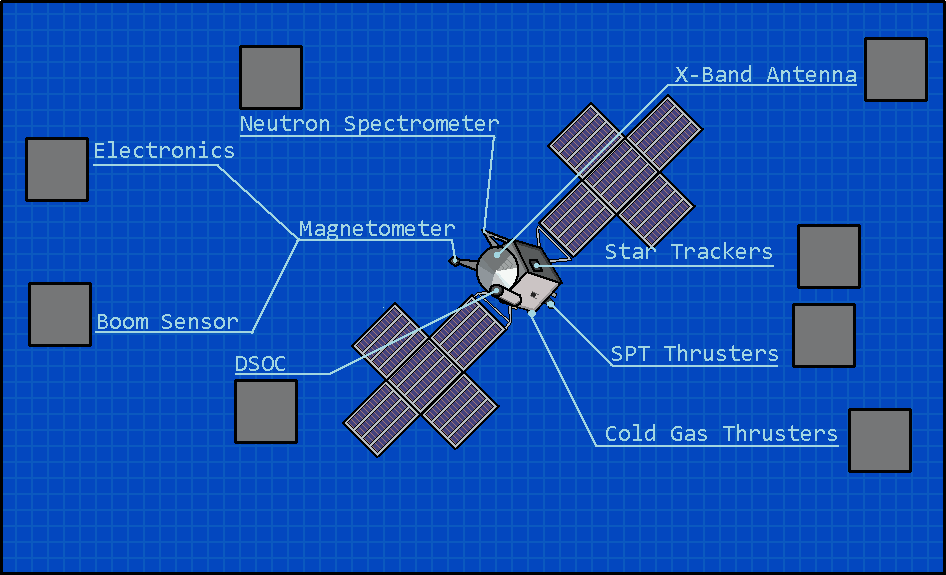 X-Band Antenna
Neutron Spectrometer
Electronics
Magnetometer
Star Trackers
Boom Sensor
SPT Thrusters
DSOC
Cold Gas Thrusters